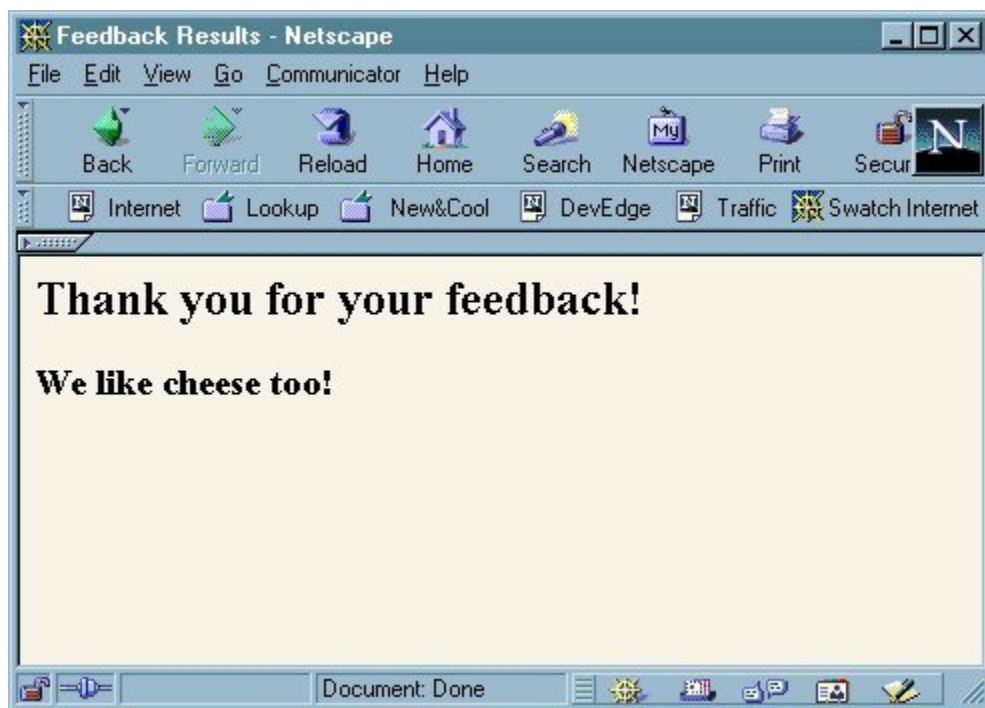 Feedback Results - Netscape
File Edit View Go Communicator Help
My N
Back Forward Reload Home Search Netscape Print Secur
Internet Lookup New&Cool DevEdge Traffic Swatch Internet
Thank you for your feedback!
We like cheese too!
Document: Done